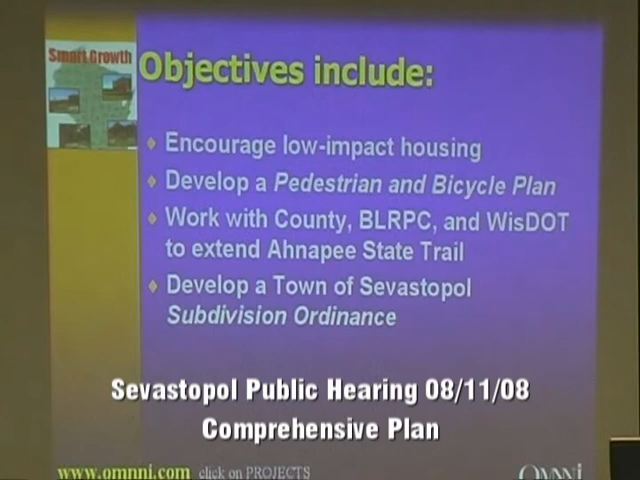 Smart Growth
Objectives include:
Encourage low-impact housing
Develop a Pedestrian and Bicycle Plan
Work with County, BLRPC, and WisDOT
to extend Ahnapee State Trail
Develop a Town of Sevastopol
Subdivision Ordinance
Sevastopol Public Hearing 08/11/08
Comprehensive Plan
www.omnni.com click on PROJECTS
OMNNI